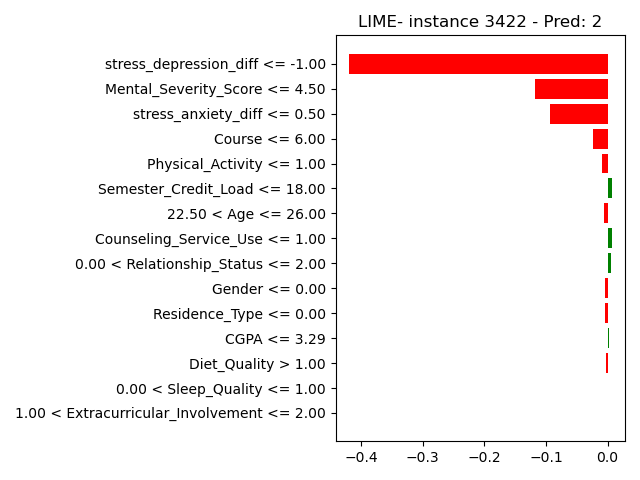 LIME- instance 3422 - Pred: 2
stress_depression_diff <= -1.00
Mental_Severity_Score <= 4.50
stress_anxiety_diff <= 0.50
Course <= 6.00
Physical_Activity <= 1.00
Semester_Credit_Load <= 18.00
22.50 < Age <= 26.00
Counseling_Service_Use <= 1.00
0.00 < Relationship_Status <= 2.00
Gender <= 0.00
Residence_Type <= 0.00
CGPA <= 3.29
Diet_Quality > 1.00
0.00 < Sleep_Quality <= 1.00
1.00 < Extracurricular_Involvement <= 2.00
−0.4 −0.3 −0.2 −0.1 0.0